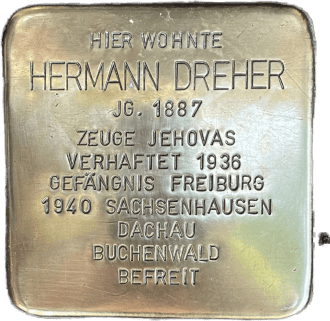 HIER WOHNTE
HERMANN DREHER
JG. 1887
ZEUGE JEHOVAS
VERHAFTET 1936
GEFÄNGNIS FREIBURG
1940 SACHSENHAUSEN
DACHAU
BUCHENWALD
BEFREIT